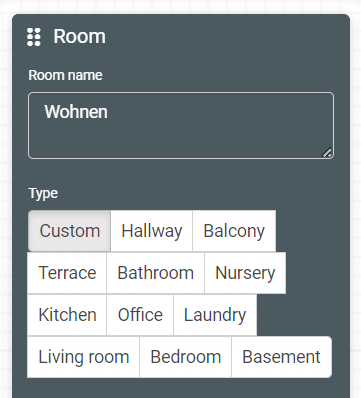 Room
Room name
Wohnen
Type
Custom Hallway Balcony
Terrace Bathroom Nursery
Kitchen Office Laundry
Living room Bedroom Basement